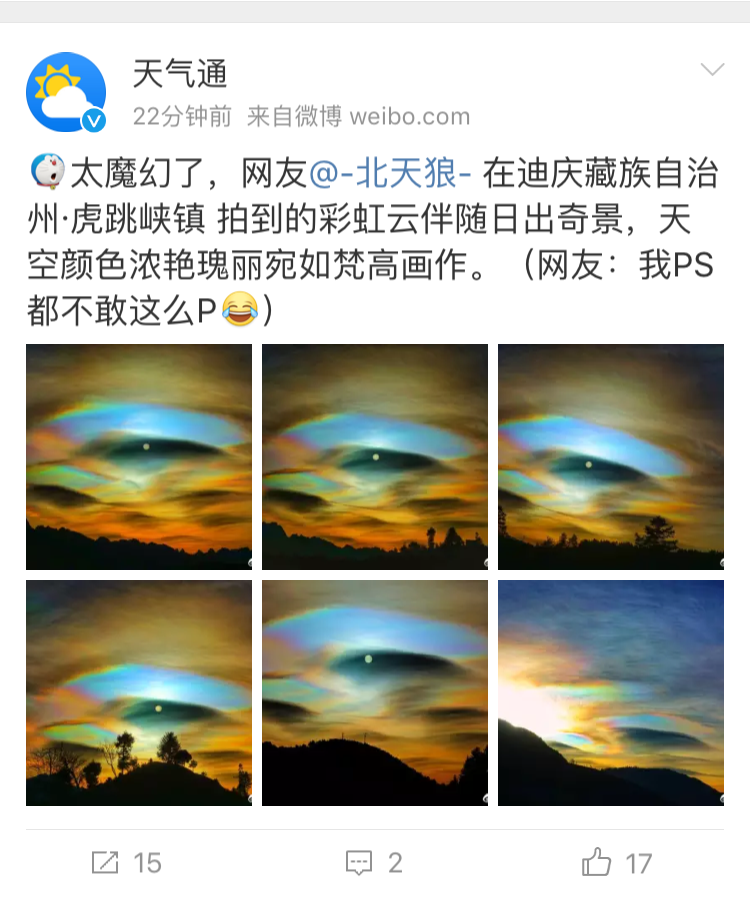 天气通
22分钟前 来自微博 weibo.com
太魔幻了，网友@-北天狼- 在迪庆藏族自治
州·虎跳峡镇 拍到的彩虹云伴随日出奇景，天
空颜色浓艳瑰丽宛如梵高画作。（网友：我PS
都不敢这么P😂）
15 2 17